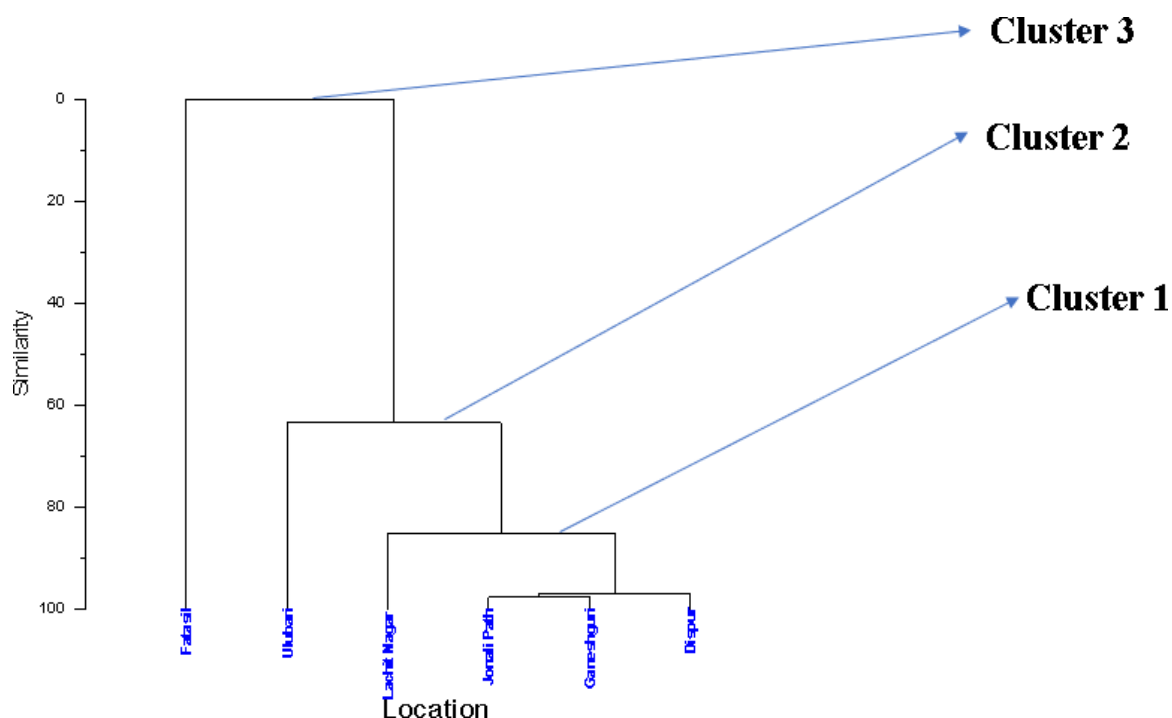 Cluster 3
Cluster 2
Cluster 1
0
20
40
60
80
100
Similarity
Fatasil
Ulubari
Lachit Nagar
Jonali Path
Ganeshguri
Dispur
Location